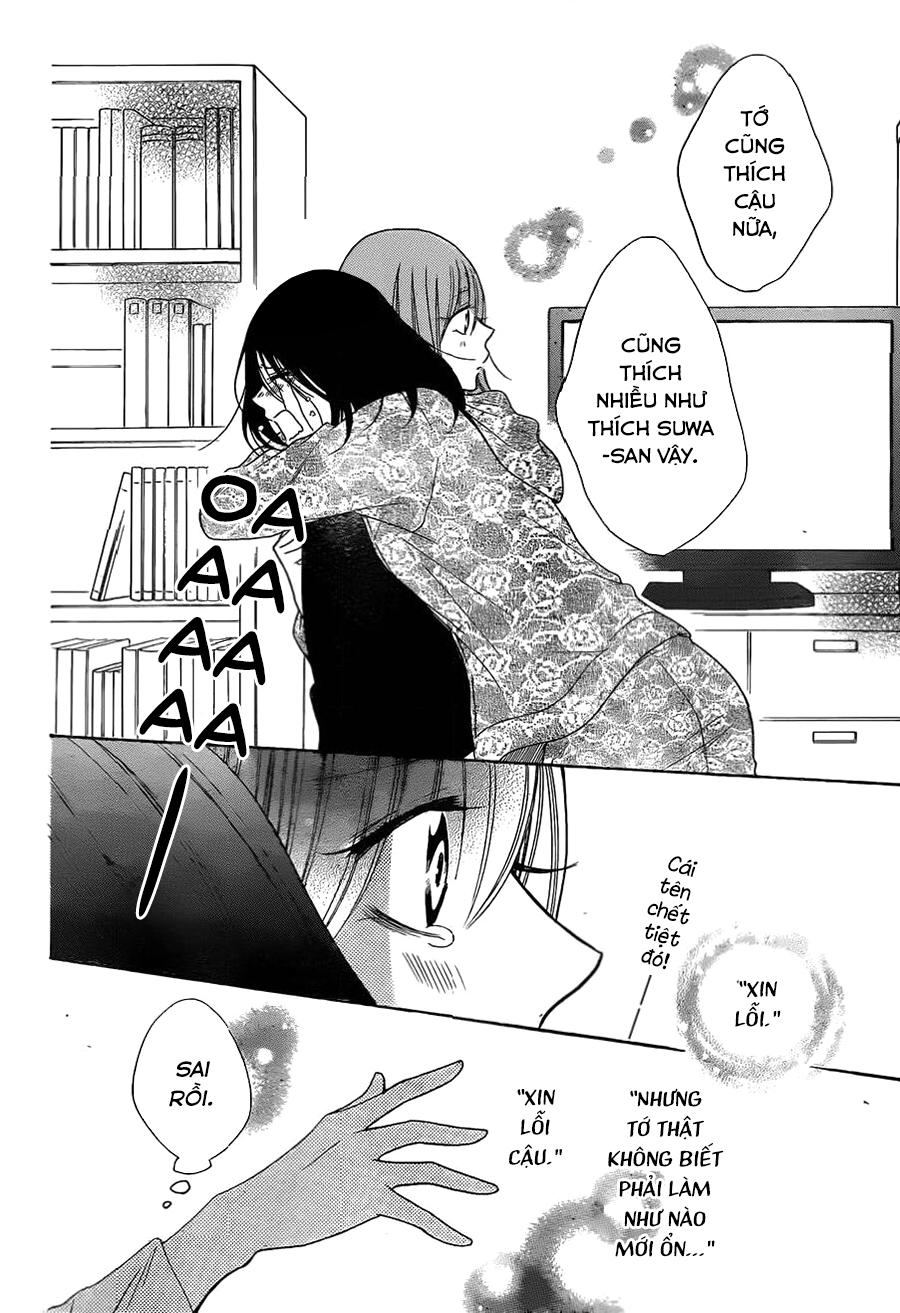 TỚ
CŨNG
THÍCH
CẬU
NỮA,
CŨNG
THÍCH
NHIỀU NHƯ
THÍCH SUWA
-SAN VẬY.
OA
AA
AA
AA
Cái
tên
chết
tiệt
đó!
"XIN
LỖI."
"NHƯNG
TỚ THẬT
KHÔNG BIẾT
PHẢI LÀM
NHƯ NÀO
MỚI ỔN..."
"XIN
LỖI
CẬU."
SAI
RỒI.